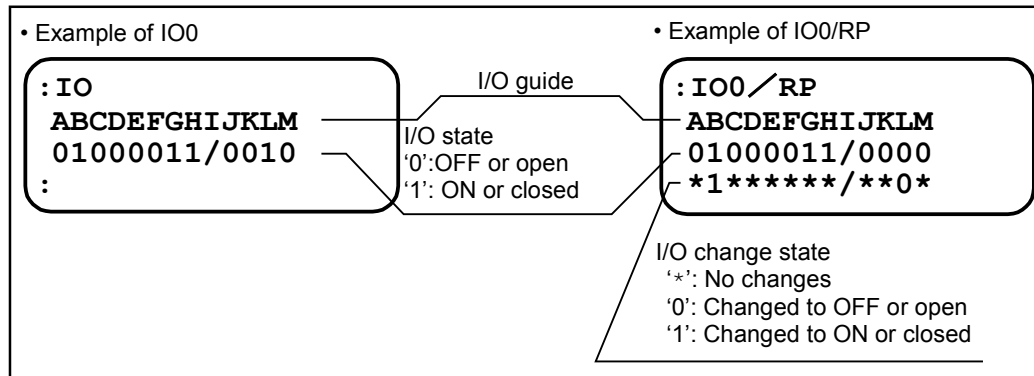 • Example of IO0
:IO
ABCDEFGHIJKLM
01000011/0010
:
I/O guide
I/O state
‘0’:OFF or open
‘1’: ON or closed
• Example of IO0/RP
:IO0／RP
ABCDEFGHIJKLM
01000011/0000
*1******/**0*
I/O change state
‘*’: No changes
‘0’: Changed to OFF or open
‘1’: Changed to ON or closed